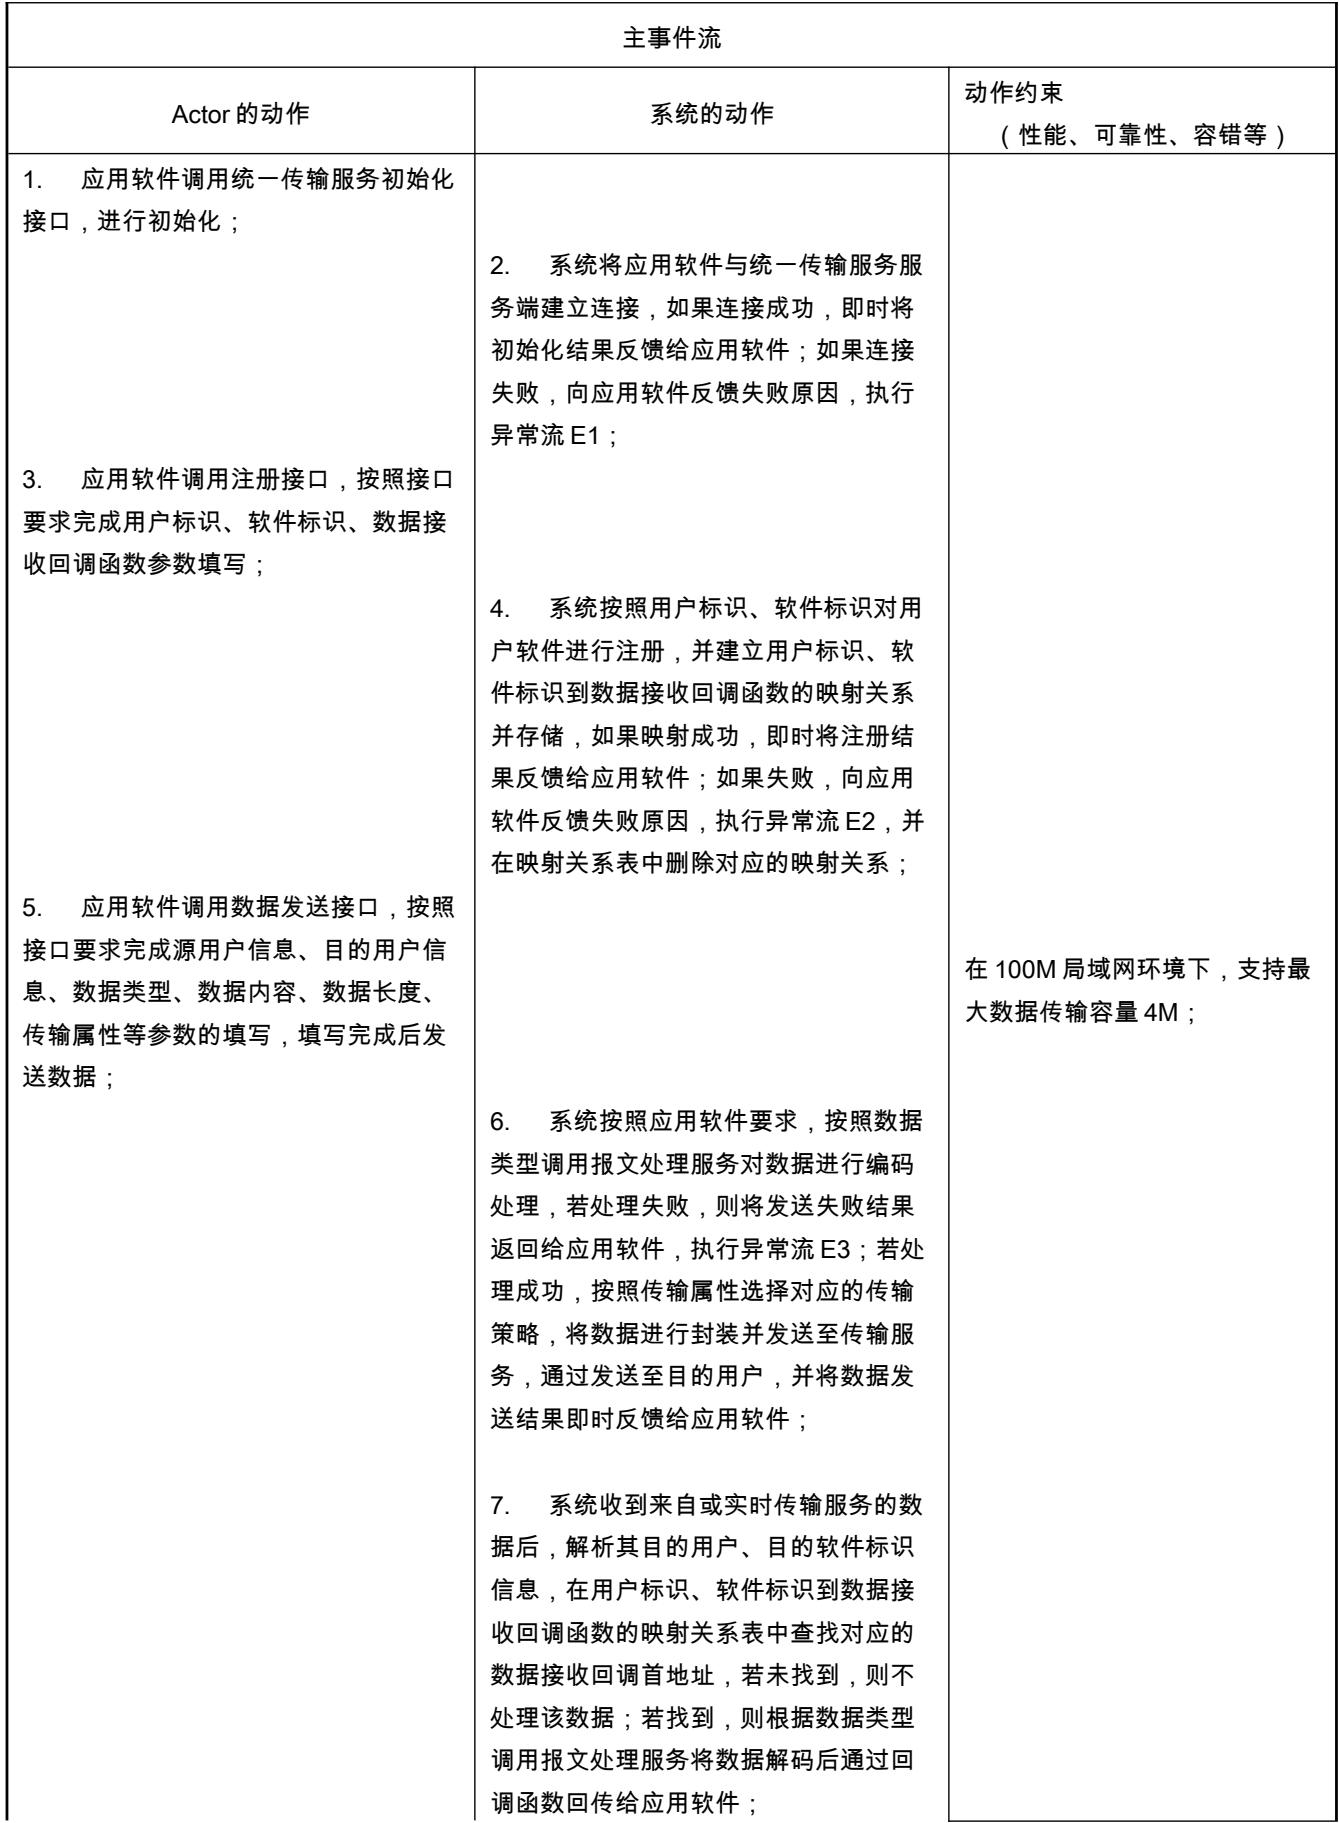 主事件流
Actor 的动作
系统的动作
动作约束
（性能、可靠性、容错等）
1. 应用软件调用统一传输服务初始化
接口，进行初始化；
2. 系统将应用软件与统一传输服务服
务端建立连接，如果连接成功，即时将
初始化结果反馈给应用软件；如果连接
失败，向应用软件反馈失败原因，执行
异常流 E1；
3. 应用软件调用注册接口，按照接口
要求完成用户标识、软件标识、数据接
收回调函数参数填写；
4. 系统按照用户标识、软件标识对用
户软件进行注册，并建立用户标识、软
件标识到数据接收回调函数的映射关系
并存储，如果映射成功，即时将注册结
果反馈给应用软件；如果失败，向应用
软件反馈失败原因，执行异常流 E2，并
在映射关系表中删除对应的映射关系；
5. 应用软件调用数据发送接口，按照
接口要求完成源用户信息、目的用户信
息、数据类型、数据内容、数据长度、
传输属性等参数的填写，填写完成后发
送数据；
在 100M 局域网环境下，支持最
大数据传输容量 4M；
6. 系统按照应用软件要求，按照数据
类型调用报文处理服务对数据进行编码
处理，若处理失败，则将发送失败结果
返回给应用软件，执行异常流 E3；若处
理成功，按照传输属性选择对应的传输
策略，将数据进行封装并发送至传输服
务，通过发送至目的用户，并将数据发
送结果即时反馈给应用软件；
7. 系统收到来自或实时传输服务的数
据后，解析其目的用户、目的软件标识
信息，在用户标识、软件标识到数据接
收回调函数的映射关系表中查找对应的
数据接收回调首地址，若未找到，则不
处理该数据；若找到，则根据数据类型
调用报文处理服务将数据解码后通过回
调函数回传给应用软件；